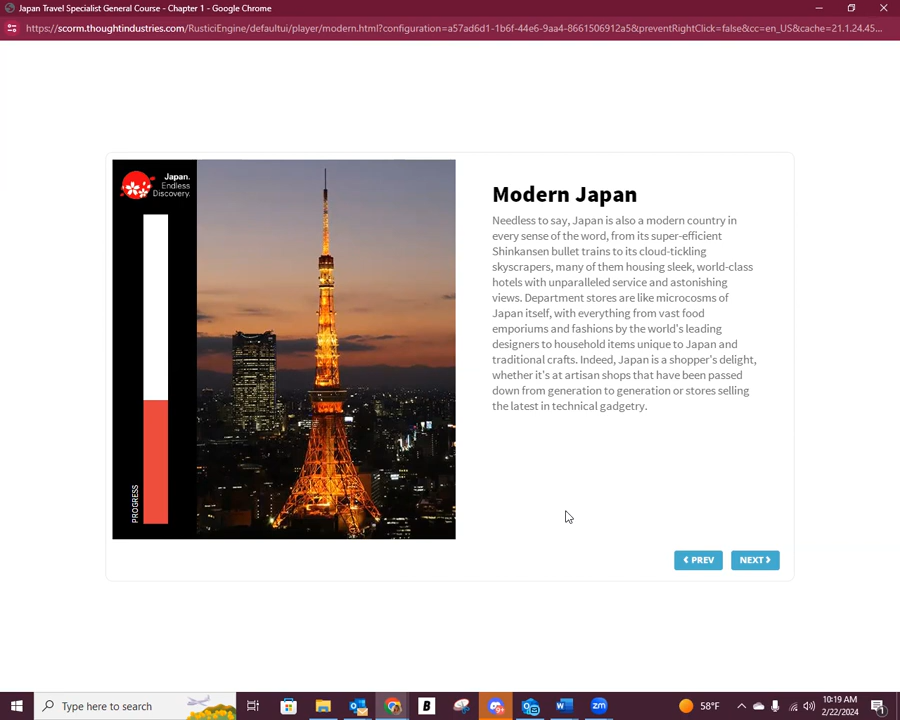 Japan Travel Specialist General Course - Chapter 1 - Google Chrome
https://scorm.thoughtindustries.com/RusticiEngine/defaultui/player/modern.html?configuration=a57ad6d1-1b6f-44e6-9aa4-8661506912a5&preventRightClick=false&cc=en_US&cache=21.1.24.45...
Japan.
Endless
Discovery.
PROGRESS
Modern Japan
Needless to say, Japan is also a modern country in
every sense of the word, from its super-efficient
Shinkansen bullet trains to its cloud-tickling
skyscrapers, many of them housing sleek, world-class
hotels with unparalleled service and astonishing
views. Department stores are like microcosms of
Japan itself, with everything from vast food
emporiums and fashions by the world's leading
designers to household items unique to Japan and
traditional crafts. Indeed, Japan is a shopper's delight,
whether it's at artisan shops that have been passed
down from generation to generation or stores selling
the latest in technical gadgetry.
PREV
NEXT
Type here to search
B
9+
W
zm
58°F
10:19 AM
2/22/2024